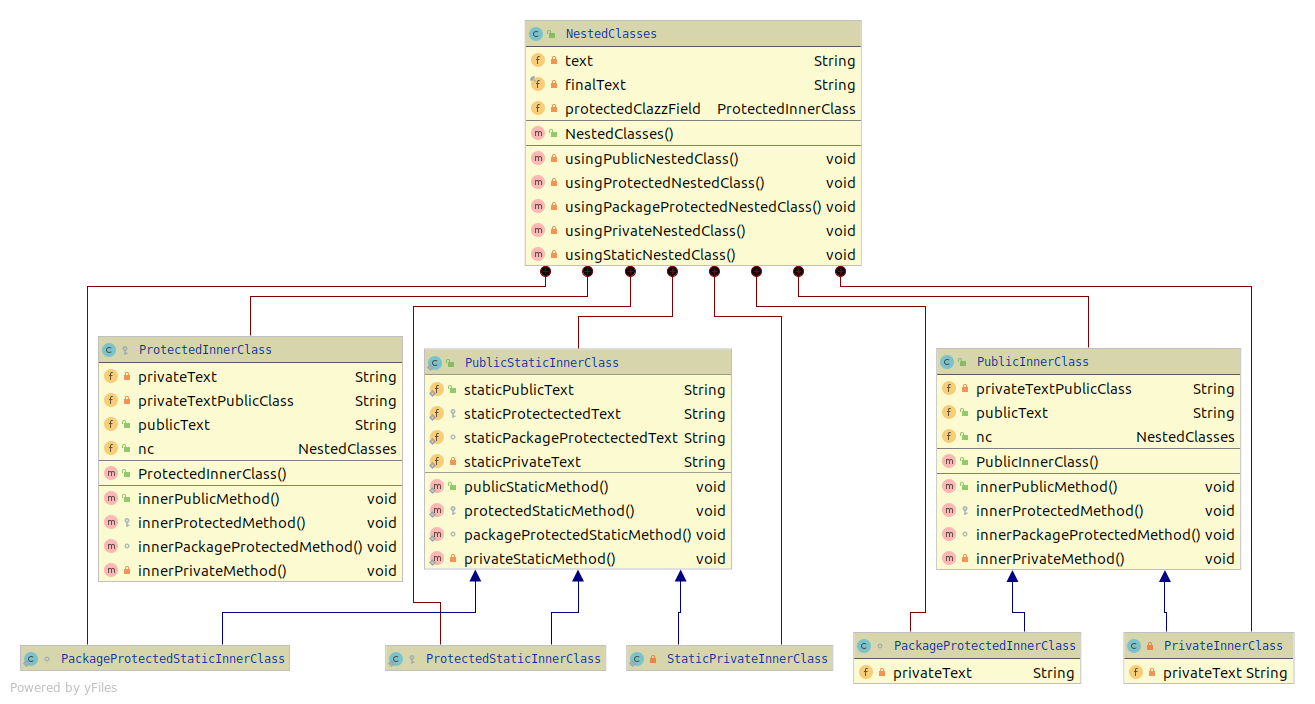 NestedClasses
text String
finalText String
protectedClazzField ProtectedInnerClass
NestedClasses()
usingPublicNestedClass() void
usingProtectedNestedClass() void
usingPackageProtectedNestedClass() void
usingPrivateNestedClass() void
usingStaticNestedClass() void
ProtectedInnerClass
privateText String
privateTextPublicClass String
publicText String
nc NestedClasses
ProtectedInnerClass()
innerPublicMethod() void
innerProtectedMethod() void
innerPackageProtectedMethod() void
innerPrivateMethod() void
PublicStaticInnerClass
staticPublicText String
staticProtectectedText String
staticPackageProtectectedText String
staticPrivateText String
publicStaticMethod() void
protectedStaticMethod() void
packageProtectedStaticMethod() void
privateStaticMethod() void
PublicInnerClass
privateTextPublicClass String
publicText String
nc NestedClasses
PublicInnerClass()
innerPublicMethod() void
innerProtectedMethod() void
innerPackageProtectedMethod() void
innerPrivateMethod() void
PackageProtectedStaticInnerClass
ProtectedStaticInnerClass
StaticPrivateInnerClass
PackageProtectedInnerClass
privateText String
PrivateInnerClass
privateText String
Powered by yFiles